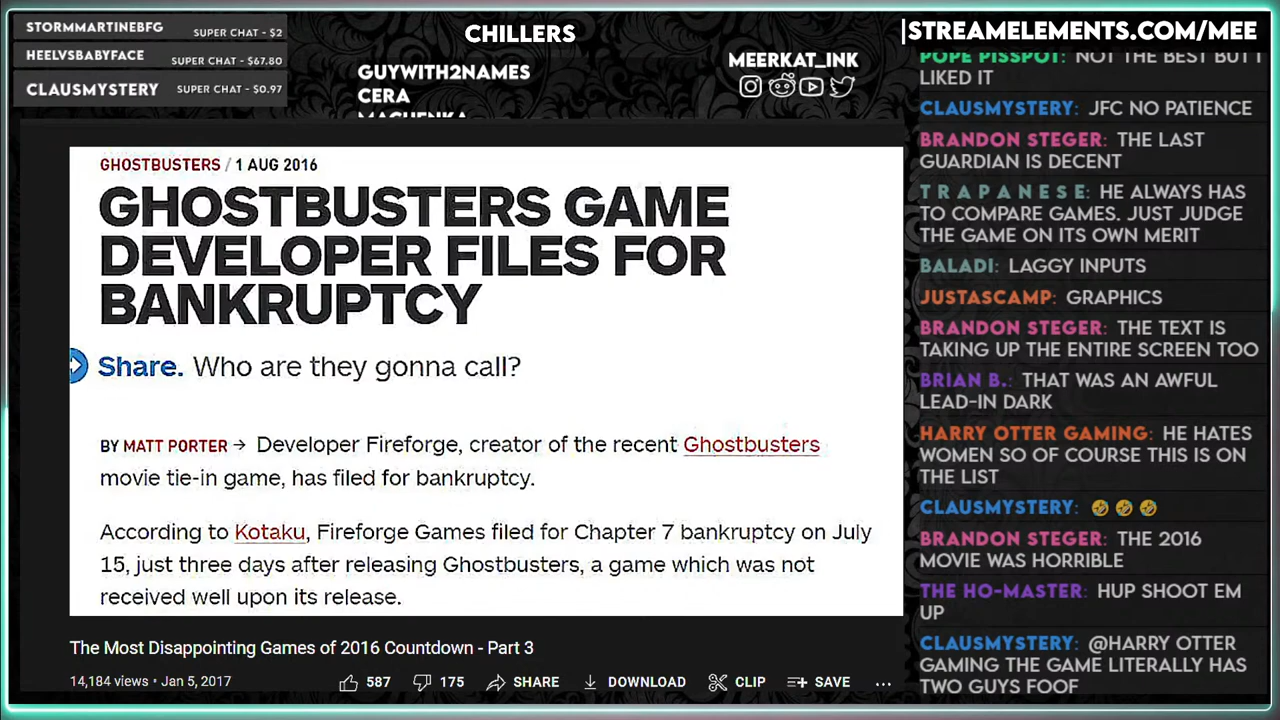 STORMMARTINEBFG SUPER CHAT - $2
HEELVSBABYFACE SUPER CHAT - $67.80
CLAUSMYSTERY SUPER CHAT - $0.97
CHILLERS
GUYWITH2NAMES
CERA
MEERKAT_INK
|STREAMELEMENTS.COM/MEE
GHOSTBUSTERS / 1 AUG 2016
GHOSTBUSTERS GAME
DEVELOPER FILES FOR
BANKRUPTCY
Share. Who are they gonna call?
BY MATT PORTER → Developer Fireforge, creator of the recent Ghostbusters
movie tie-in game, has filed for bankruptcy.
According to Kotaku, Fireforge Games filed for Chapter 7 bankruptcy on July
15, just three days after releasing Ghostbusters, a game which was not
received well upon its release.
The Most Disappointing Games of 2016 Countdown - Part 3
14,184 views • Jan 5, 2017
587 175 SHARE DOWNLOAD CLIP SAVE ...
POPE PISSPOT: NOT THE BEST BUT I
LIKED IT
CLAUSMYSTERY: JFC NO PATIENCE
BRANDON STEGER: THE LAST
GUARDIAN IS DECENT
T R A P A N E S E: HE ALWAYS HAS
TO COMPARE GAMES. JUST JUDGE
THE GAME ON ITS OWN MERIT
BALADI: LAGGY INPUTS
JUSTASCAMP: GRAPHICS
BRANDON STEGER: THE TEXT IS
TAKING UP THE ENTIRE SCREEN TOO
BRIAN B.: THAT WAS AN AWFUL
LEAD-IN DARK
HARRY OTTER GAMING: HE HATES
WOMEN SO OF COURSE THIS IS ON
THE LIST
CLAUSMYSTERY: 🤣 🤣 🤣
BRANDON STEGER: THE 2016
MOVIE WAS HORRIBLE
THE HO-MASTER: HUP SHOOT EM
UP
CLAUSMYSTERY: @HARRY OTTER
GAMING THE GAME LITERALLY HAS
TWO GUYS FOOF